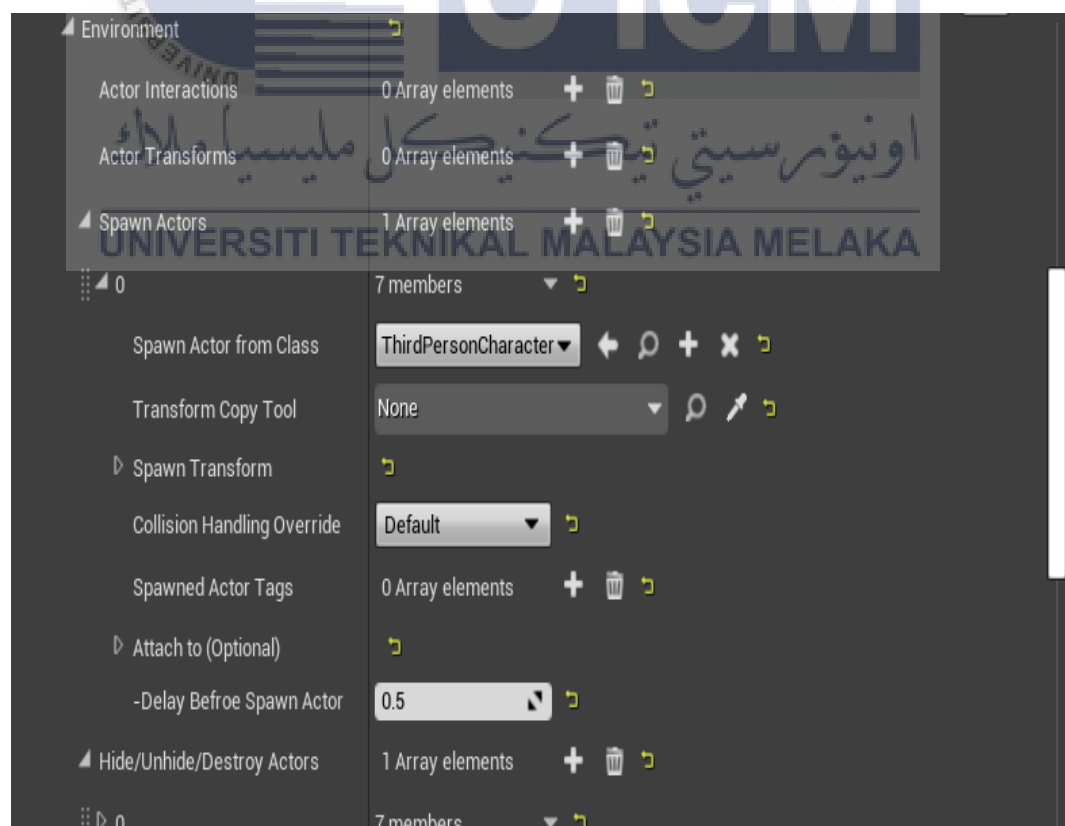 UTeM
Environment
UNIVER
Actor Interactions 0 Array elements
اونيۏرسيتي تيكنيكل مليسيا ملاك
Actor Transforms 0 Array elements
Spawn Actors 1 Array elements
UNIVERSITI TEKNIKAL MALAYSIA MELAKA
0 7 members
Spawn Actor from Class ThirdPersonCharacter
Transform Copy Tool None
Spawn Transform
Collision Handling Override Default
Spawned Actor Tags 0 Array elements
Attach to (Optional)
-Delay Befroe Spawn Actor 0.5
Hide/Unhide/Destroy Actors 1 Array elements
0 7 members